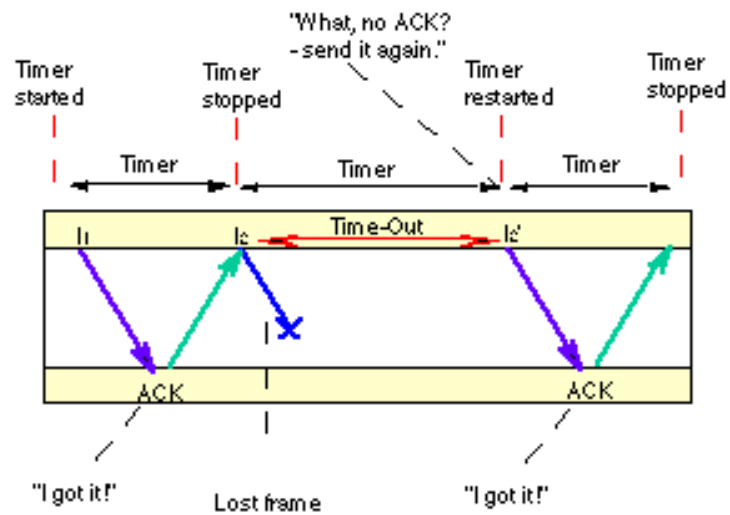 "What, no ACK?
- send it again."
Timer
started
Timer
stopped
Timer
restarted
Timer
stopped
Timer
Timer
Timer
I1
I2
Time-Out
I2'
ACK
ACK
"I got it!"
Lost frame
"I got it!"